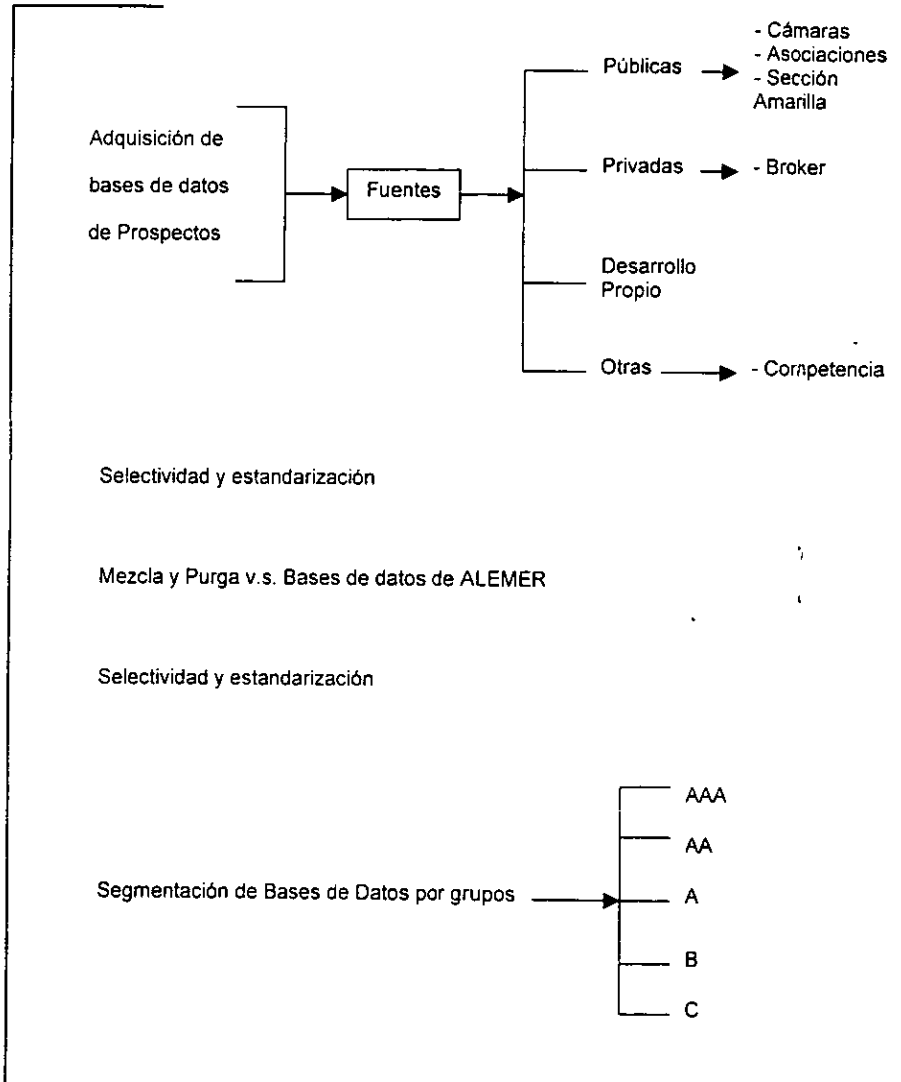 Adquisición de
bases de datos
de Prospectos
Fuentes
Públicas
- Cámaras
- Asociaciones
- Sección
Amarilla
Privadas
- Broker
Desarrollo
Propio
Otras
- Competencia
Selectividad y estandarización
Mezcla y Purga v.s. Bases de datos de ALEMER
Selectividad y estandarización
Segmentación de Bases de Datos por grupos
AAA
AA
A
B
C